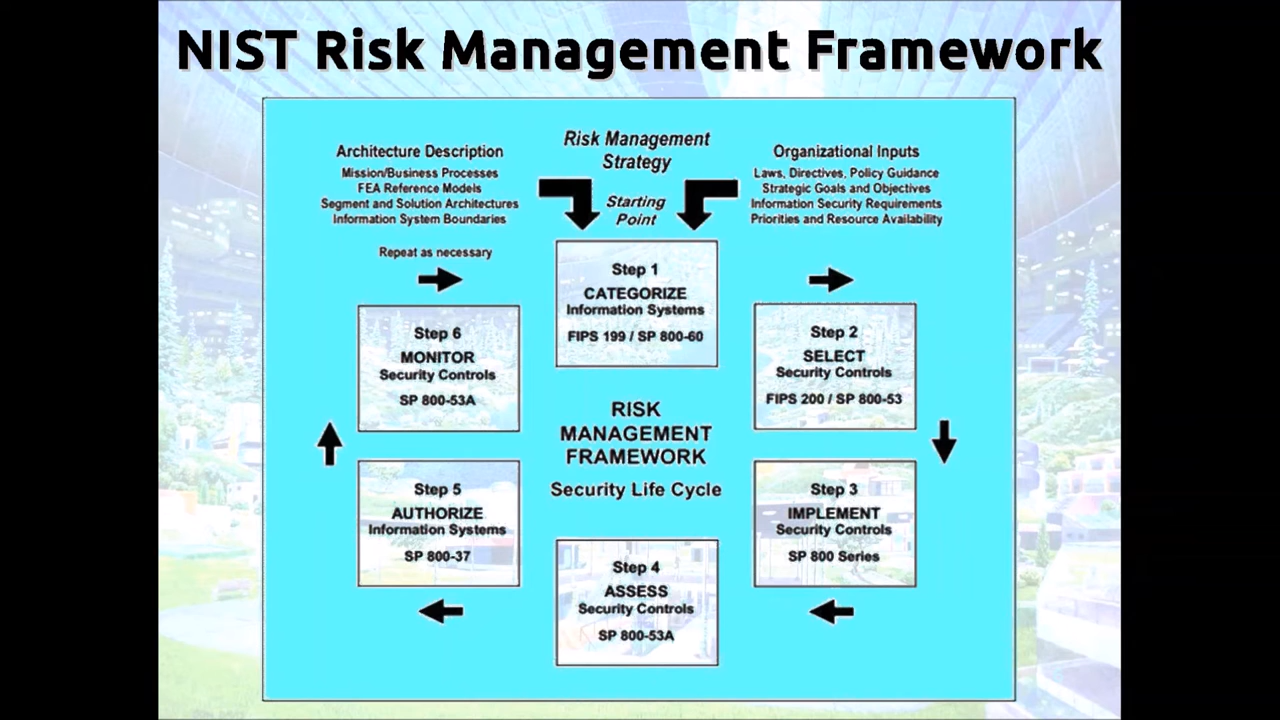 NIST Risk Management Framework
Architecture Description
Mission/Business Processes
FEA Reference Models
Segment and Solution Architectures
Information System Boundaries
Risk Management
Strategy
Starting
Point
Organizational Inputs
Laws, Directives, Policy Guidance
Strategic Goals and Objectives
Information Security Requirements
Priorities and Resource Availability
Repeat as necessary
Step 1
CATEGORIZE
Information Systems
FIPS 199 / SP 800-60
Step 2
SELECT
Security Controls
FIPS 200 / SP 800-53
Step 3
IMPLEMENT
Security Controls
SP 800 Series
Step 4
ASSESS
Security Controls
SP 800-53A
Step 5
AUTHORIZE
Information Systems
SP 800-37
Step 6
MONITOR
Security Controls
SP 800-53A
RISK
MANAGEMENT
FRAMEWORK
Security Life Cycle